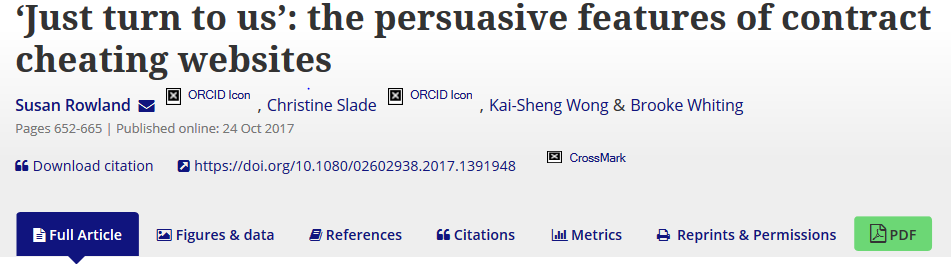 ‘Just turn to us’: the persuasive features of contract
cheating websites
Susan Rowland ORCID Icon , Christine Slade ORCID Icon , Kai-Sheng Wong & Brooke Whiting
Pages 652-665 | Published online: 24 Oct 2017
Download citation https://doi.org/10.1080/02602938.2017.1391948 CrossMark
Full Article Figures & data References Citations Metrics Reprints & Permissions PDF